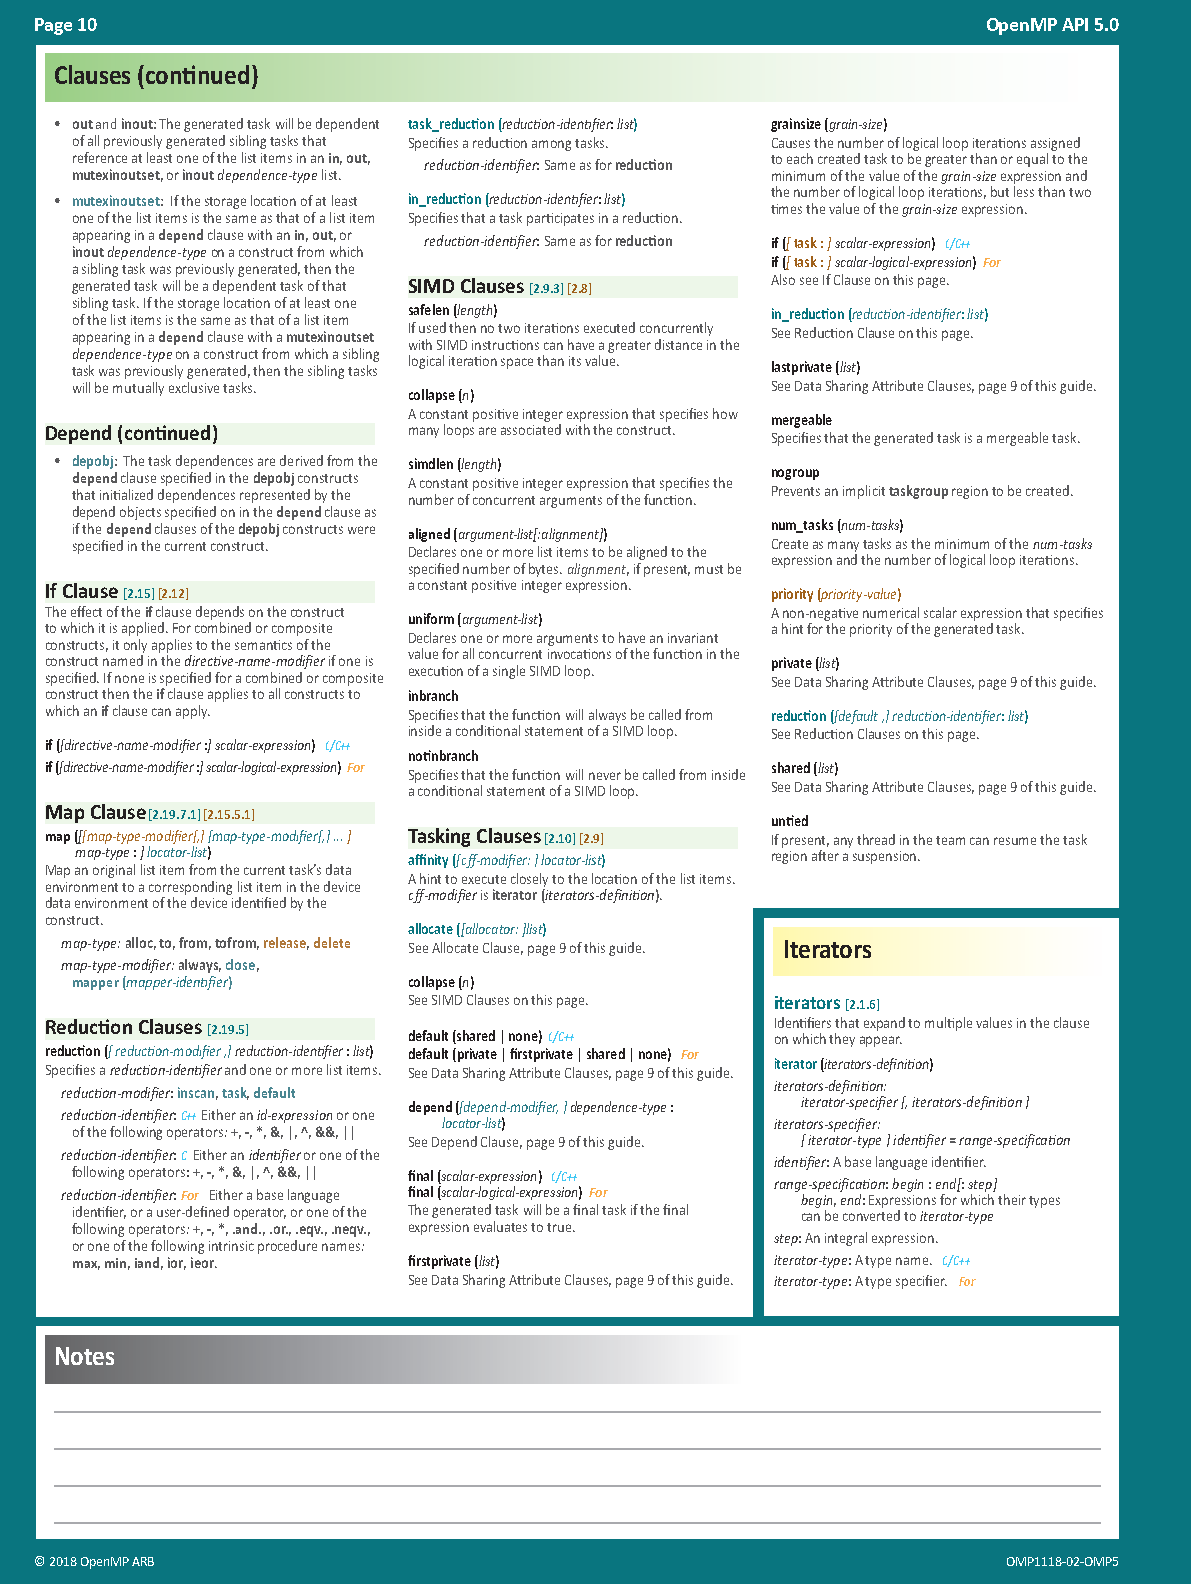 Page 10
OpenMP API 5.0
Clauses (continued)
• out and inout: The generated task will be dependent
of all previously generated sibling tasks that
reference at least one of the list items in an in, out,
mutexinoutset, or inout dependence-type list.
• mutexinoutset: If the storage location of at least
one of the list items is the same as that of a list item
appearing in a depend clause with an in, out, or
inout dependence-type on a construct from which
a sibling task was previously generated, then the
generated task will be a dependent task of that
sibling task. If the storage location of at least one
of the list items is the same as that of a list item
appearing in a depend clause with a mutexinoutset
dependence-type on a construct from which a sibling
task was previously generated, then the sibling tasks
will be mutually exclusive tasks.
Depend (continued)
• depobj: The task dependences are derived from the
depend clause specified in the depobj constructs
that initialized dependences represented by the
depend objects specified on in the depend clause as
if the depend clauses of the depobj constructs were
specified in the current construct.
If Clause [2.15] [2.12]
The effect of the if clause depends on the construct
to which it is applied. For combined or composite
constructs, it only applies to the semantics of the
construct named in the directive-name-modifier if one is
specified. If none is specified for a combined or composite
construct then the if clause applies to all constructs to
which an if clause can apply.
if ([directive-name-modifier :] scalar-expression) C/C++
if ([directive-name-modifier :] scalar-logical-expression) For
Map Clause [2.19.7.1] [2.15.5.1]
map ([[map-type-modifier[,] [map-type-modifier[,] ... ]
map-type : ] locator-list)
Map an original list item from the current task's data
environment to a corresponding list item in the device
data environment of the device identified by the
construct.
map-type: alloc, to, from, tofrom, release, delete
map-type-modifier: always, close,
mapper (mapper-identifier)
Reduction Clauses [2.19.5]
reduction ([ reduction-modifier ,] reduction-identifier : list)
Specifies a reduction-identifier and one or more list items.
reduction-modifier: inscan, task, default
reduction-identifier: C++ Either an id-expression or one
of the following operators: +, -, *, &, |, ^, &&, ||
reduction-identifier: C Either an identifier or one of the
following operators: +, -, *, &, |, ^, &&, ||
reduction-identifier: For Either a base language
identifier, or a user-defined operator, or one of the
following operators: +, -, *, .and., .or., .eqv., .neqv.,
or one of the following intrinsic procedure names:
max, min, iand, ior, ieor.
task_reduction (reduction-identifier: list)
Specifies a reduction among tasks.
reduction-identifier: Same as for reduction
in_reduction (reduction-identifier: list)
Specifies that a task participates in a reduction.
reduction-identifier: Same as for reduction
SIMD Clauses [2.9.3] [2.8]
safelen (length)
If used then no two iterations executed concurrently
with SIMD instructions can have a greater distance in the
logical iteration space than its value.
collapse (n)
A constant positive integer expression that specifies how
many loops are associated with the construct.
simdlen (length)
A constant positive integer expression that specifies the
number of concurrent arguments of the function.
aligned (argument-list[:alignment])
Declares one or more list items to be aligned to the
specified number of bytes. alignment, if present, must be
a constant positive integer expression.
uniform (argument-list)
Declares one or more arguments to have an invariant
value for all concurrent invocations of the function in the
execution of a single SIMD loop.
inbranch
Specifies that the function will always be called from
inside a conditional statement of a SIMD loop.
notinbranch
Specifies that the function will never be called from inside
a conditional statement of a SIMD loop.
Tasking Clauses [2.10] [2.9]
affinity ([aff-modifier: ] locator-list)
A hint to execute closely to the location of the list items.
aff-modifier is iterator (iterators-definition).
allocate ([allocator: ]list)
See Allocate Clause, page 9 of this guide.
collapse (n)
See SIMD Clauses on this page.
default (shared | none) C/C++
default (private | firstprivate | shared | none) For
See Data Sharing Attribute Clauses, page 9 of this guide.
depend ([depend-modifier, ] dependence-type :
locator-list)
See Depend Clause, page 9 of this guide.
final (scalar-expression) C/C++
final (scalar-logical-expression) For
The generated task will be a final task if the final
expression evaluates to true.
firstprivate (list)
See Data Sharing Attribute Clauses, page 9 of this guide.
grainsize (grain-size)
Causes the number of logical loop iterations assigned
to each created task to be greater than or equal to the
minimum of the value of the grain-size expression and
the number of logical loop iterations, but less than two
times the value of the grain-size expression.
if ([ task : ] scalar-expression) C/C++
if ([ task : ] scalar-logical-expression) For
Also see If Clause on this page.
in_reduction (reduction-identifier: list)
See Reduction Clause on this page.
lastprivate (list)
See Data Sharing Attribute Clauses, page 9 of this guide.
mergeable
Specifies that the generated task is a mergeable task.
nogroup
Prevents an implicit taskgroup region to be created.
num_tasks (num-tasks)
Create as many tasks as the minimum of the num-tasks
expression and the number of logical loop iterations.
priority (priority-value)
A non-negative numerical scalar expression that specifies
a hint for the priority of the generated task.
private (list)
See Data Sharing Attribute Clauses, page 9 of this guide.
reduction ([default ,] reduction-identifier: list)
See Reduction Clauses on this page.
shared (list)
See Data Sharing Attribute Clauses, page 9 of this guide.
untied
If present, any thread in the team can resume the task
region after a suspension.
Iterators
iterators [2.1.6]
Identifiers that expand to multiple values in the clause
on which they appear.
iterator (iterators-definition)
iterators-definition:
iterator-specifier [, iterators-definition ]
iterators-specifier:
[ iterator-type ] identifier = range-specification
identifier: A base language identifier.
range-specification: begin : end[: step]
begin, end: Expressions for which their types
can be converted to iterator-type
step: An integral expression.
iterator-type: A type name. C/C++
iterator-type: A type specifier. For
Notes
© 2018 OpenMP ARB
OMP1118-02-OMP5